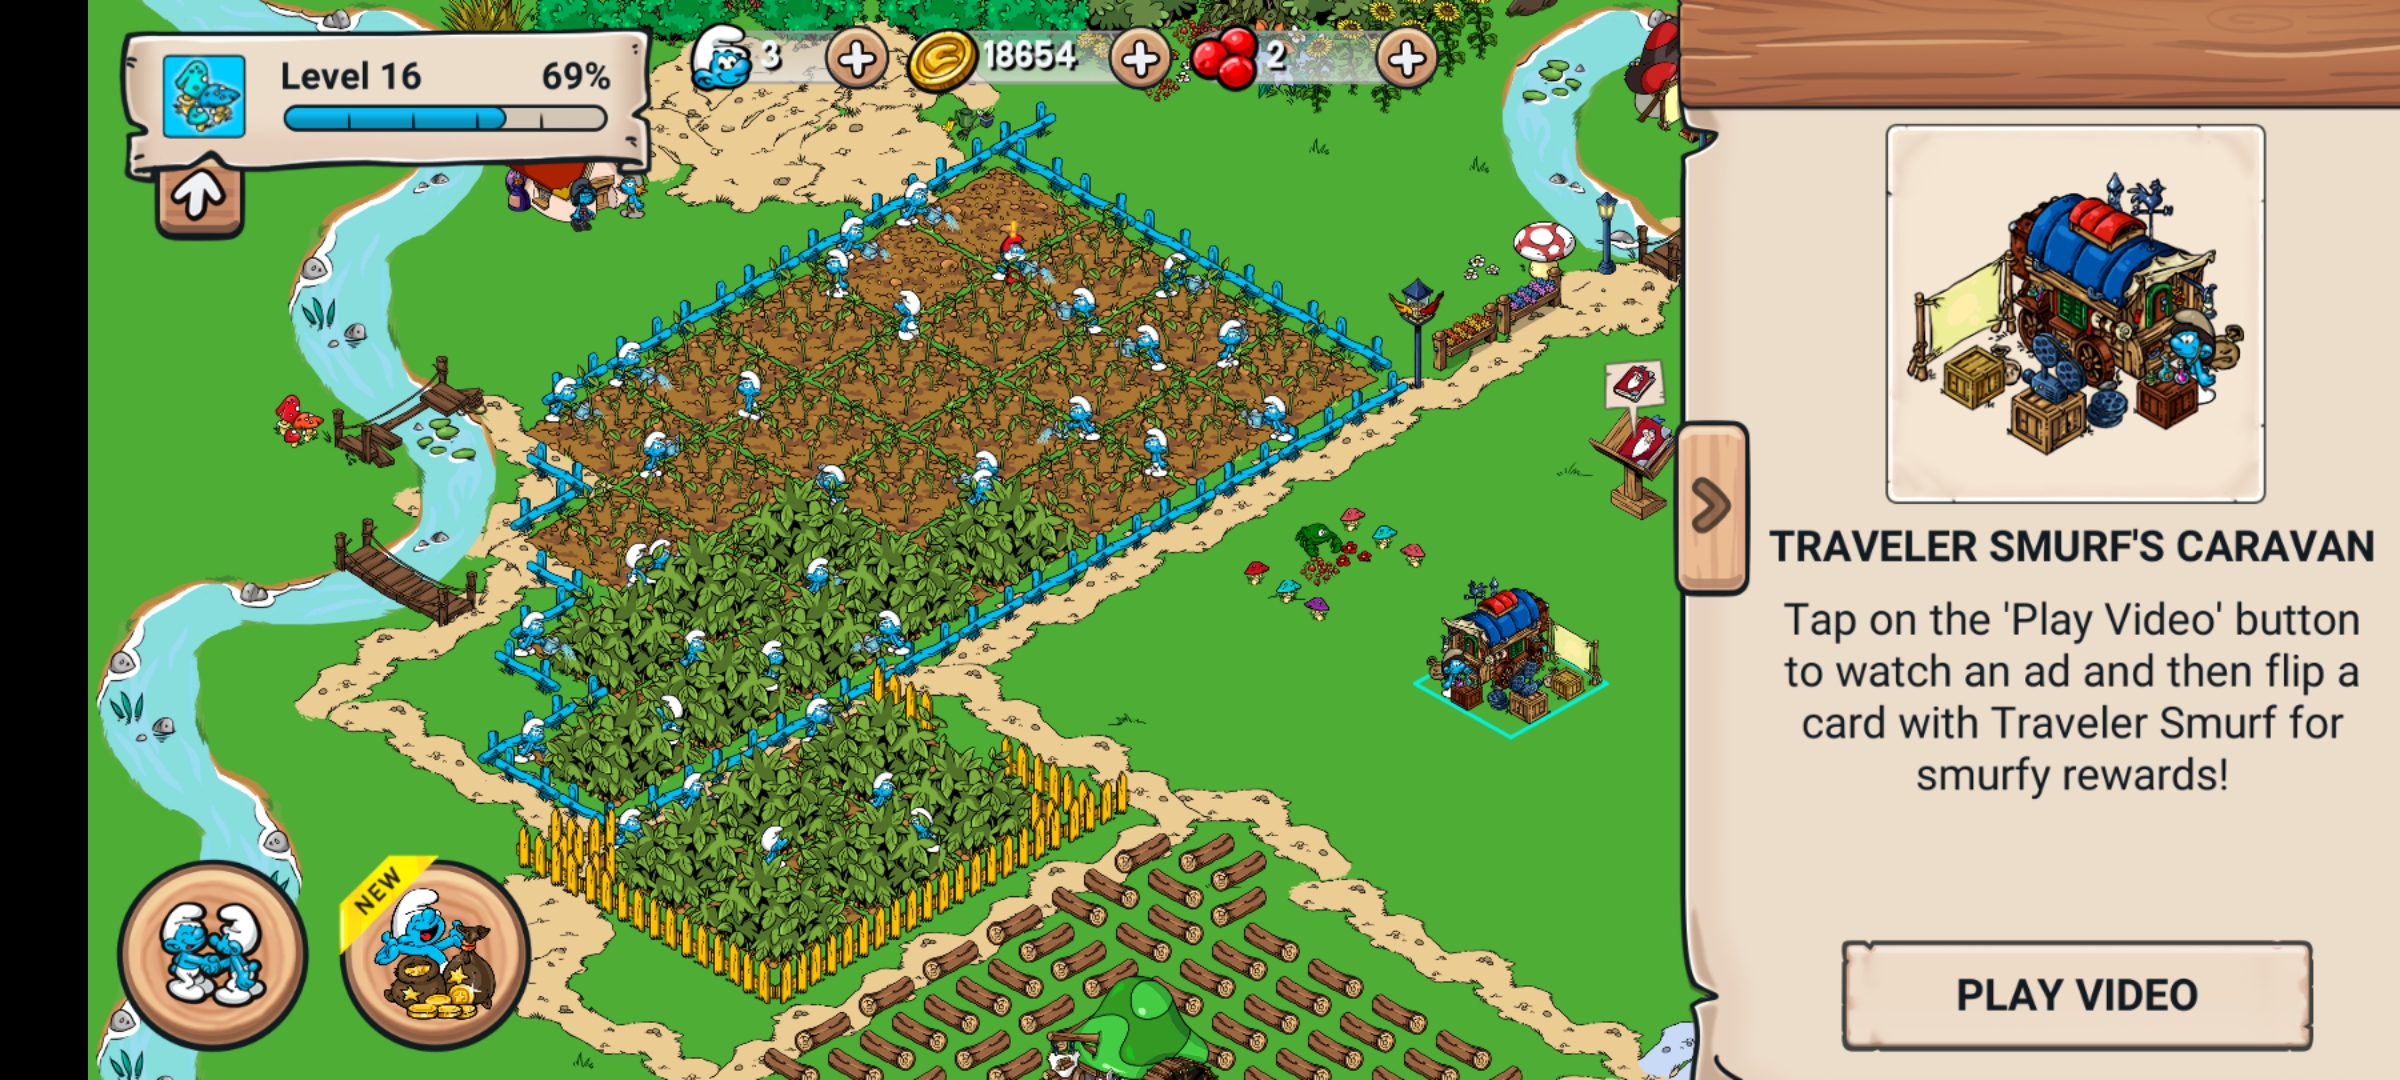 Level 16 69%
3
18654
2
TRAVELER SMURF'S CARAVAN
Tap on the 'Play Video' button
to watch an ad and then flip a
card with Traveler Smurf for
smurfy rewards!
NEW
PLAY VIDEO